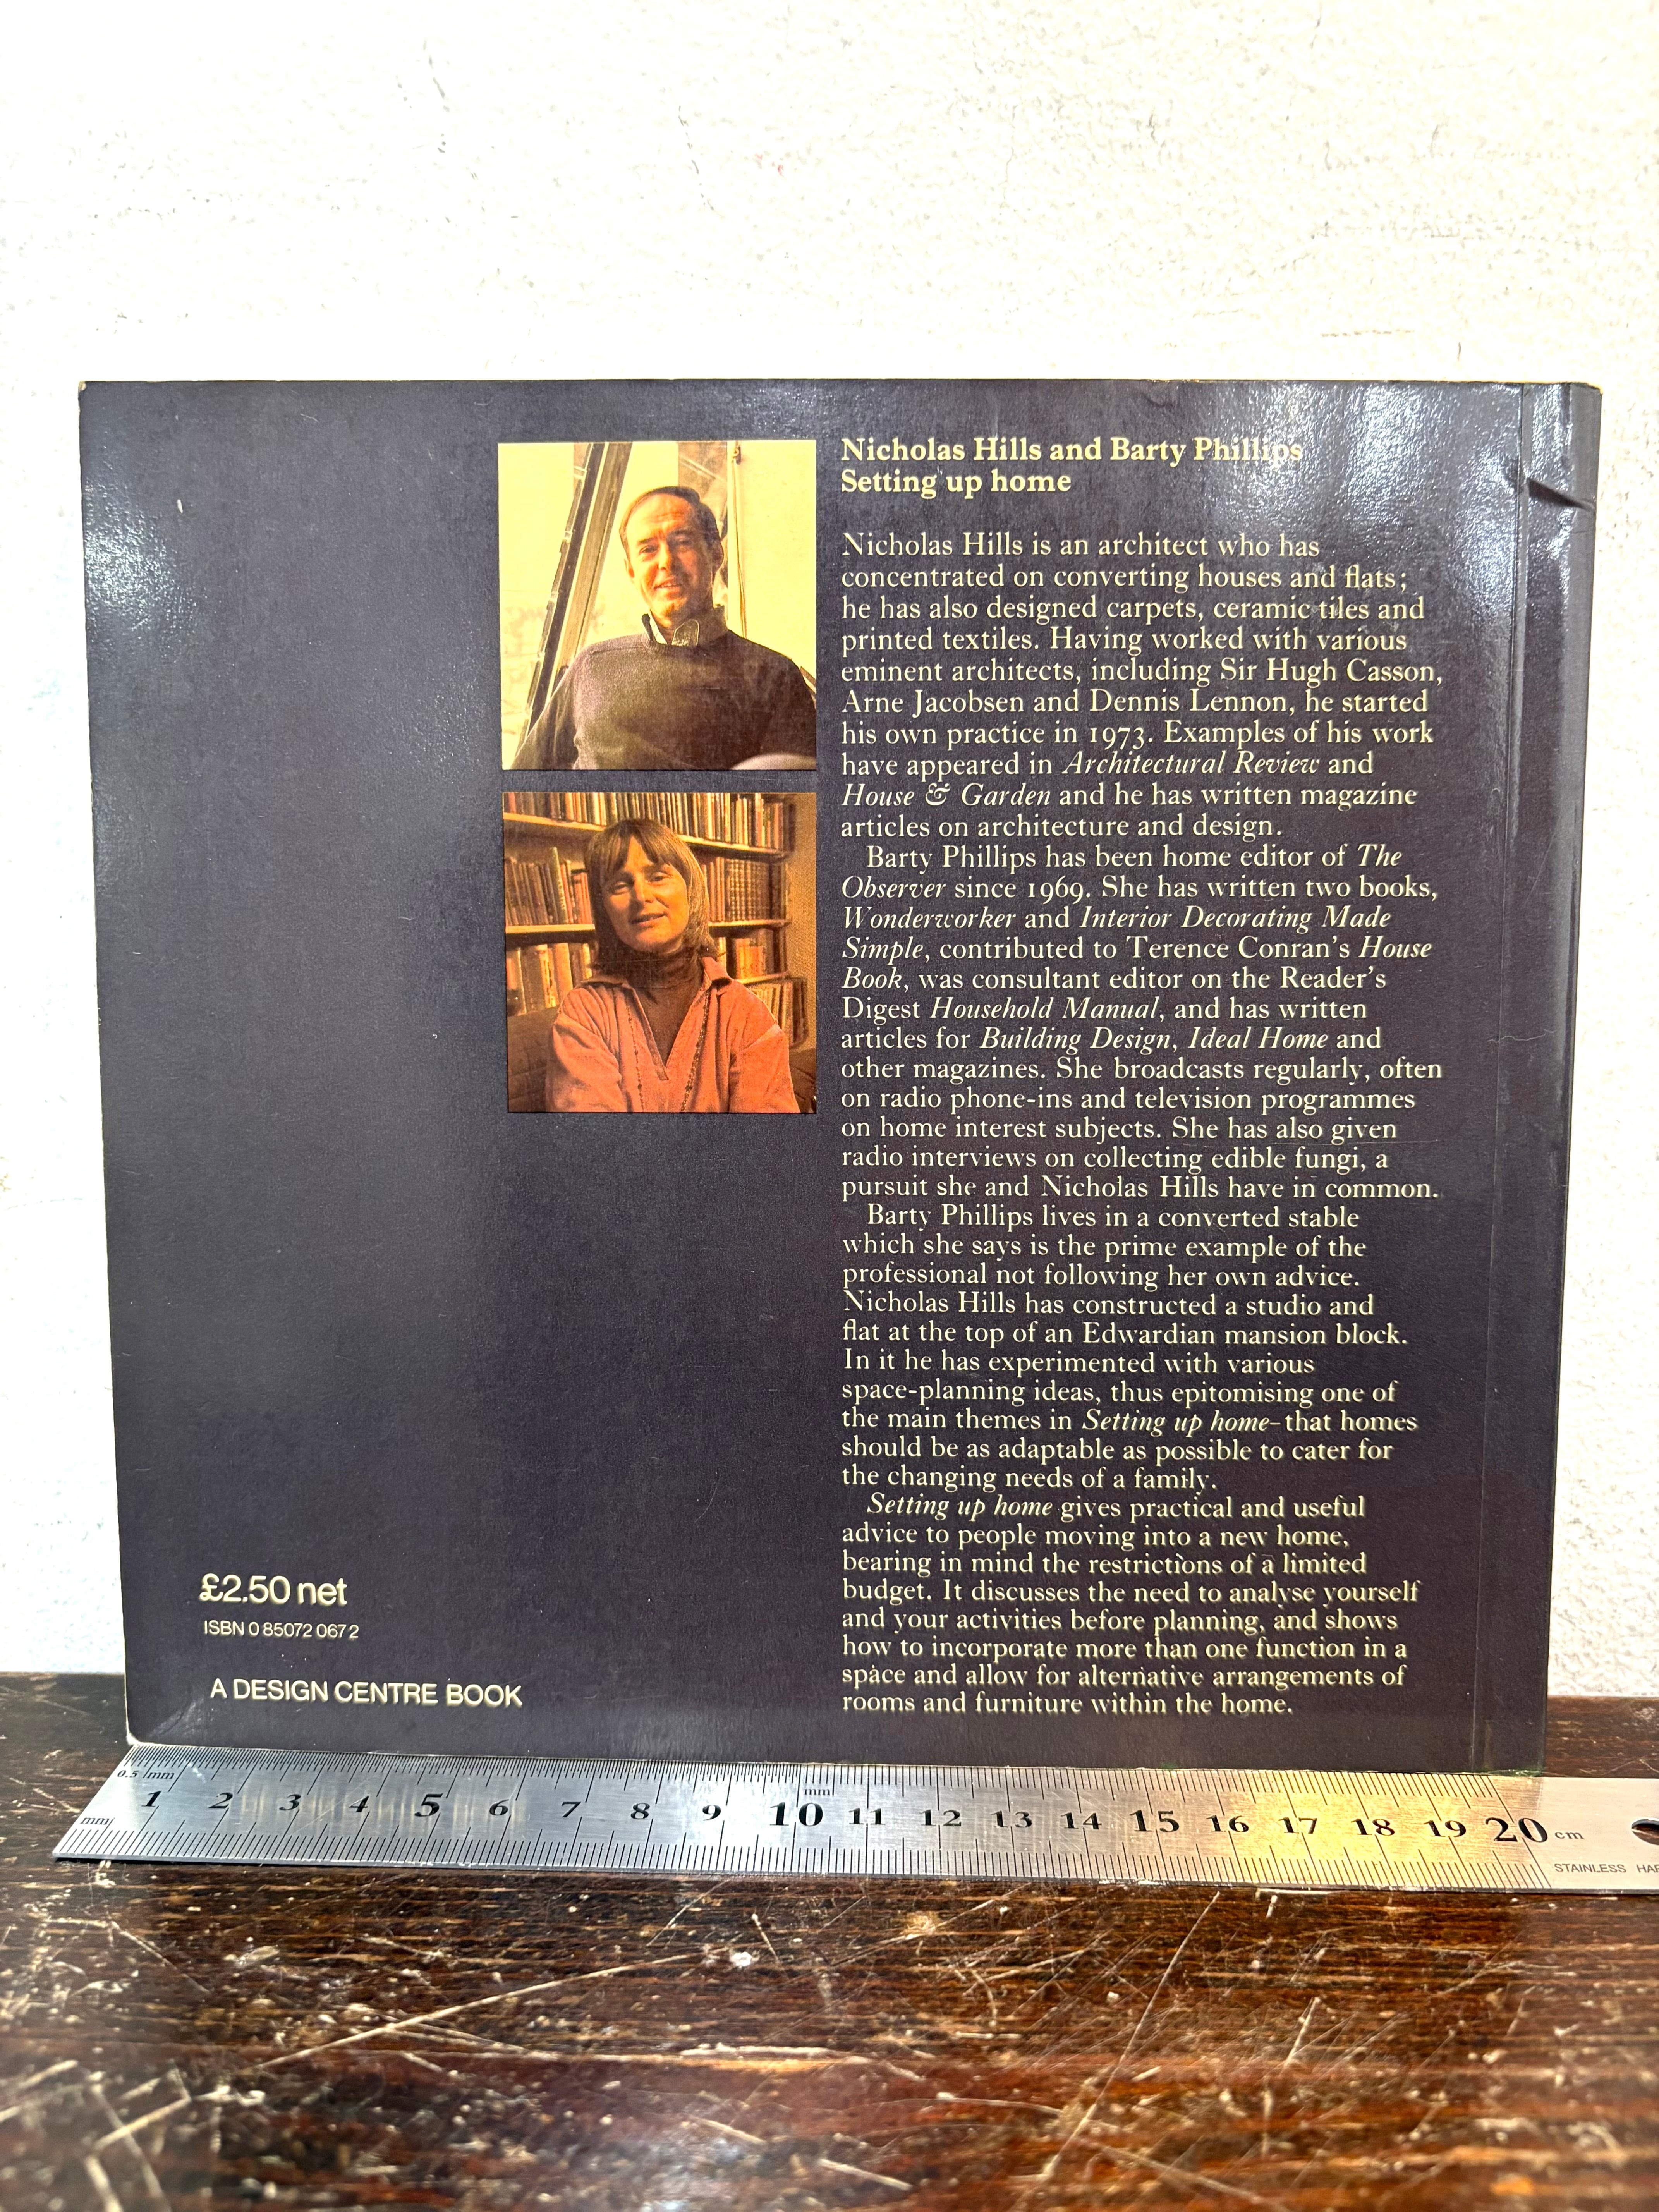 Nicholas Hills and Barty Phillips
Setting up home
Nicholas Hills is an architect who has
concentrated on converting houses and flats;
he has also designed carpets, ceramic tiles and
printed textiles. Having worked with various
eminent architects, including Sir Hugh Casson,
Arne Jacobsen and Dennis Lennon, he started
his own practice in 1973. Examples of his work
have appeared in Architectural Review and
House & Garden and he has written magazine
articles on architecture and design.
Barty Phillips has been home editor of The
Observer since 1969. She has written two books,
Wonderworker and Interior Decorating Made
Simple, contributed to Terence Conran's House
Book, was consultant editor on the Reader's
Digest Household Manual, and has written
articles for Building Design, Ideal Home and
other magazines. She broadcasts regularly, often
on radio phone-ins and television programmes
on home interest subjects. She has also given
radio interviews on collecting edible fungi, a
pursuit she and Nicholas Hills have in common.
Barty Phillips lives in a converted stable
which she says is the prime example of the
professional not following her own advice.
Nicholas Hills has constructed a studio and
flat at the top of an Edwardian mansion block.
In it he has experimented with various
space-planning ideas, thus epitomising one of
the main themes in Setting up home–that homes
should be as adaptable as possible to cater for
the changing needs of a family.
Setting up home gives practical and useful
advice to people moving into a new home,
bearing in mind the restrictions of a limited
budget. It discusses the need to analyse yourself
and your activities before planning, and shows
how to incorporate more than one function in a
space and allow for alternative arrangements of
rooms and furniture within the home.
£2.50 net
ISBN 0 85072 067 2
A DESIGN CENTRE BOOK
0.5 mm
mm
mm
1 2 3 4 5 6 7 8 9 10 11 12 13 14 15 16 17 18 19 20 cm
STAINLESS